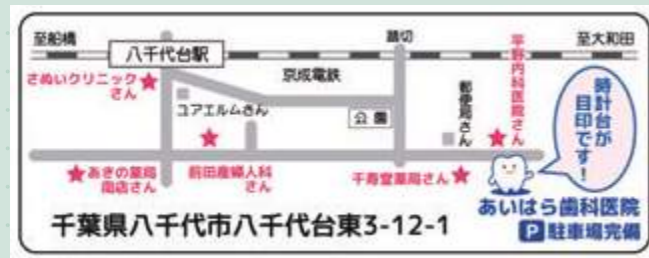 至船橋
八千代台駅
踏切
至大和田
京成電鉄
さぬいクリニック
さん
ユアエルムさん
公園
郵便局さん
平野内科医院さん
時計台が
目印です！
あきの薬局
南店さん
前田産婦人科
さん
千寿堂薬局さん
あいはら歯科医院
P 駐車場完備
千葉県八千代市八千代台東3-12-1